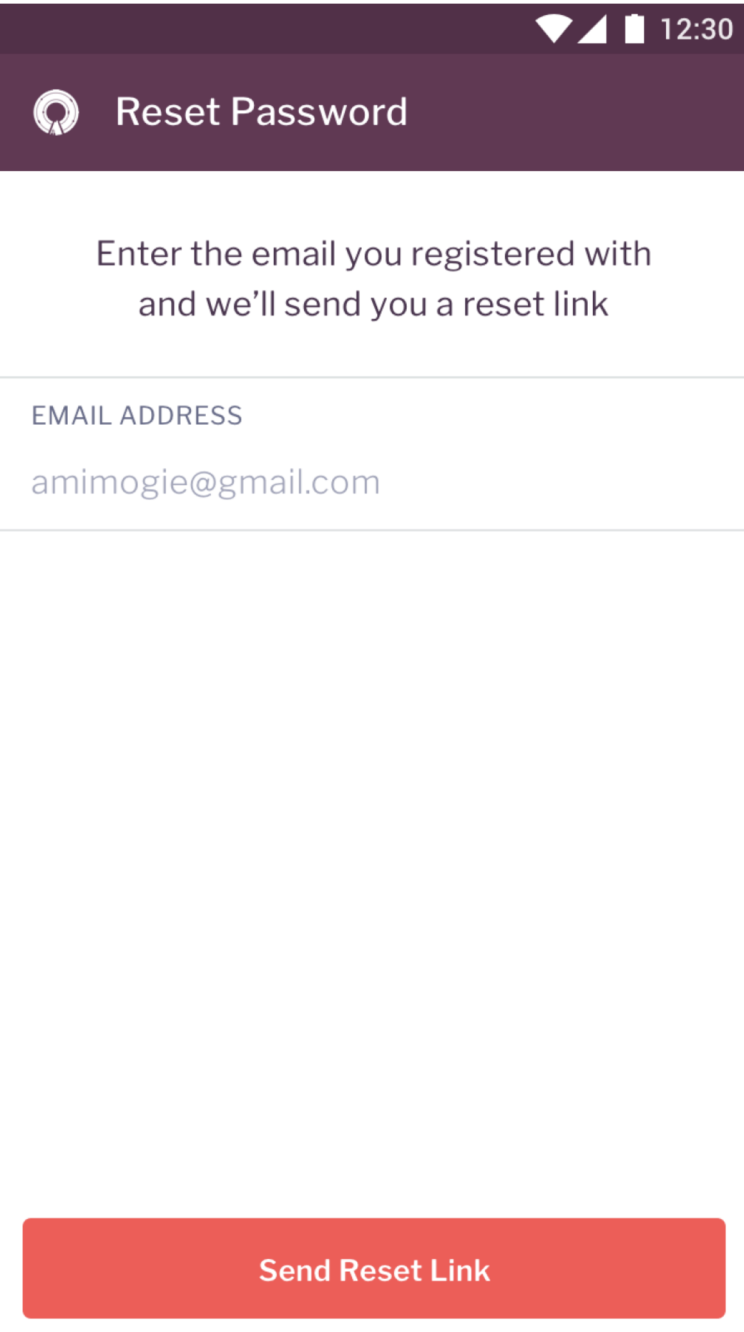 12:30
Reset Password
Enter the email you registered with
and we’ll send you a reset link
EMAIL ADDRESS
amimogie@gmail.com
Send Reset Link